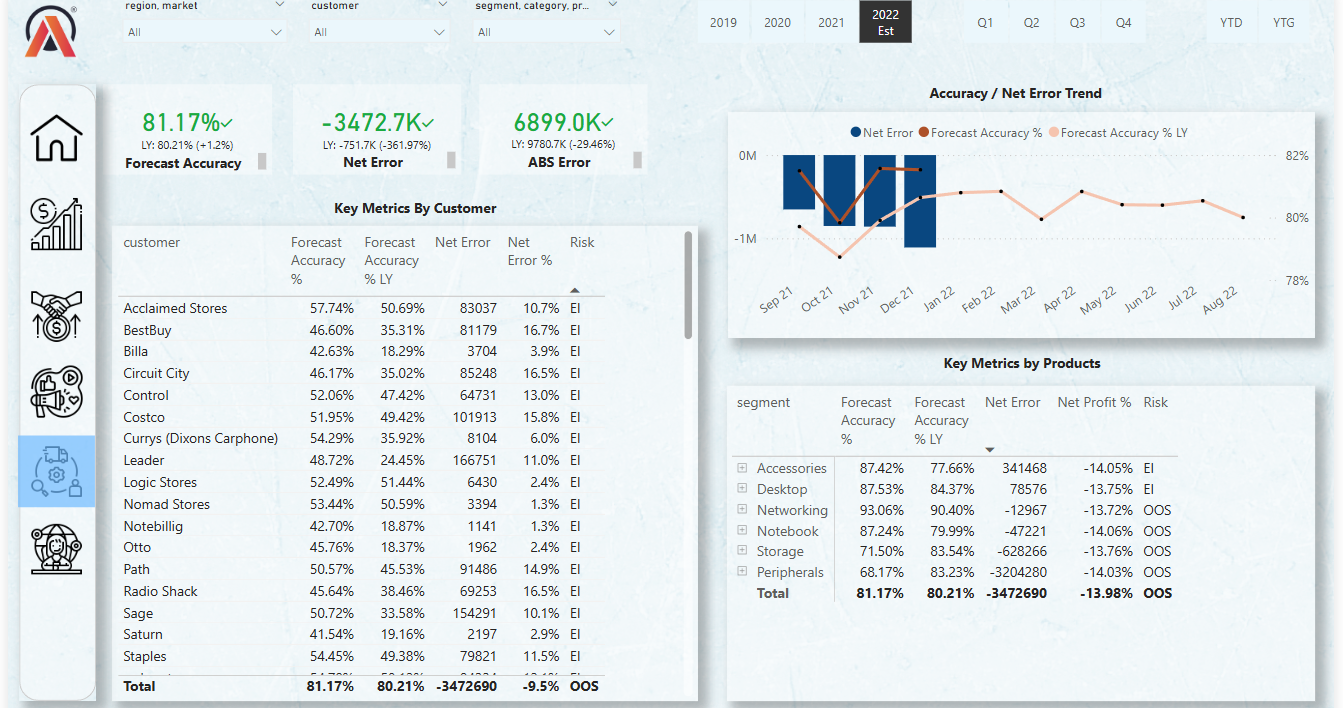 region, market
customer
segment, category, pr...
All
All
All
2019
2020
2021
2022
Est
Q1
Q2
Q3
Q4
YTD
YTG
81.17%
LY: 80.21% (+1.2%)
Forecast Accuracy
-3472.7K
LY: -751.7K (-361.97%)
Net Error
6899.0K
LY: 9780.7K (-29.46%)
ABS Error
Key Metrics By Customer
customer Forecast Accuracy % Forecast Accuracy % LY Net Error Net Error % Risk
Acclaimed Stores 57.74% 50.69% 83037 10.7% EI
BestBuy 46.60% 35.31% 81179 16.7% EI
Billa 42.63% 18.29% 3704 3.9% EI
Circuit City 46.17% 35.02% 85248 16.5% EI
Control 52.06% 47.42% 64731 13.0% EI
Costco 51.95% 49.42% 101913 15.8% EI
Currys (Dixons Carphone) 54.29% 35.92% 8104 6.0% EI
Leader 48.72% 24.45% 166751 11.0% EI
Logic Stores 52.49% 51.44% 6430 2.4% EI
Nomad Stores 53.44% 50.59% 3394 1.3% EI
Notebillig 42.70% 18.87% 1141 1.3% EI
Otto 45.76% 18.37% 1962 2.4% EI
Path 50.57% 45.53% 91486 14.9% EI
Radio Shack 45.64% 38.46% 69253 16.5% EI
Sage 50.72% 33.58% 154291 10.1% EI
Saturn 41.54% 19.16% 2197 2.9% EI
Staples 54.45% 49.38% 79821 11.5% EI
Total 81.17% 80.21% -3472690 -9.5% OOS
Accuracy / Net Error Trend
Net Error Forecast Accuracy % Forecast Accuracy % LY
0M
-1M
82%
80%
78%
Sep 21
Oct 21
Nov 21
Dec 21
Jan 22
Feb 22
Mar 22
Apr 22
May 22
Jun 22
Jul 22
Aug 22
Key Metrics by Products
segment Forecast Accuracy % Forecast Accuracy % LY Net Error Net Profit % Risk
Accessories 87.42% 77.66% 341468 -14.05% EI
Desktop 87.53% 84.37% 78576 -13.75% EI
Networking 93.06% 90.40% -12967 -13.72% OOS
Notebook 87.24% 79.99% -47221 -14.06% OOS
Storage 71.50% 83.54% -628266 -13.76% OOS
Peripherals 68.17% 83.23% -3204280 -14.03% OOS
Total 81.17% 80.21% -3472690 -13.98% OOS